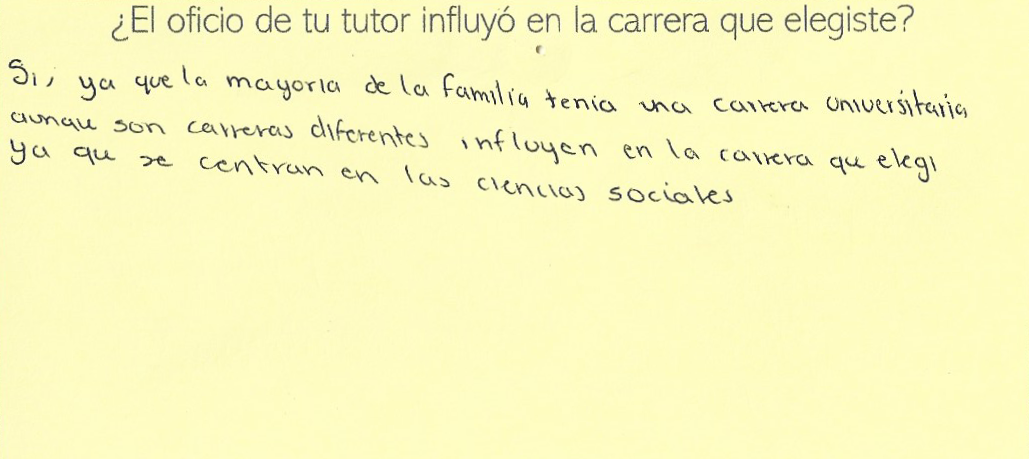 ¿El oficio de tu tutor influyó en la carrera que elegiste?
Si, ya que la mayoria de la familia tenia una carrera universitaria
aunqu son carreras diferentes influyen en la carrera qu elegi
ya qu se centran en las ciencias sociales